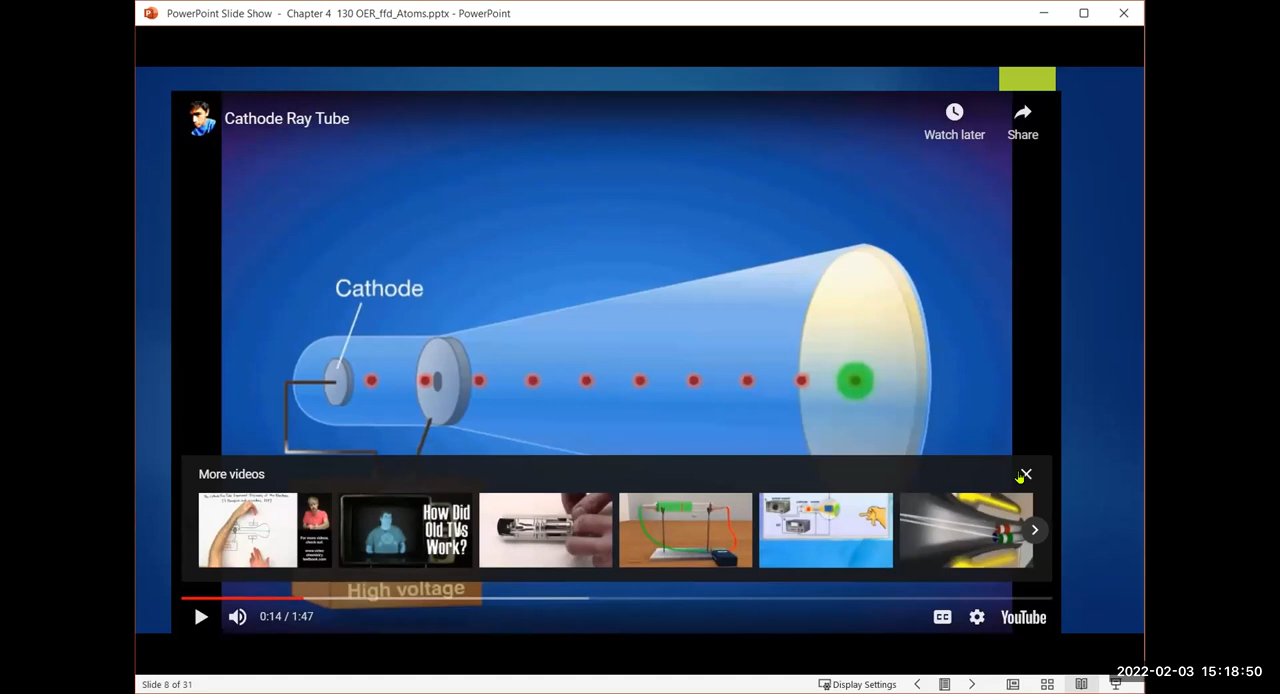 PowerPoint Slide Show - Chapter 4 130 OER_ffd_Atoms.pptx - PowerPoint
Cathode Ray Tube
Watch later
Share
Cathode
More videos
How Did
Old TVs
Work?
High voltage
0:14 / 1:47
CC
YouTube
2022-02-03 15:18:50
Slide 8 of 31
Display Settings